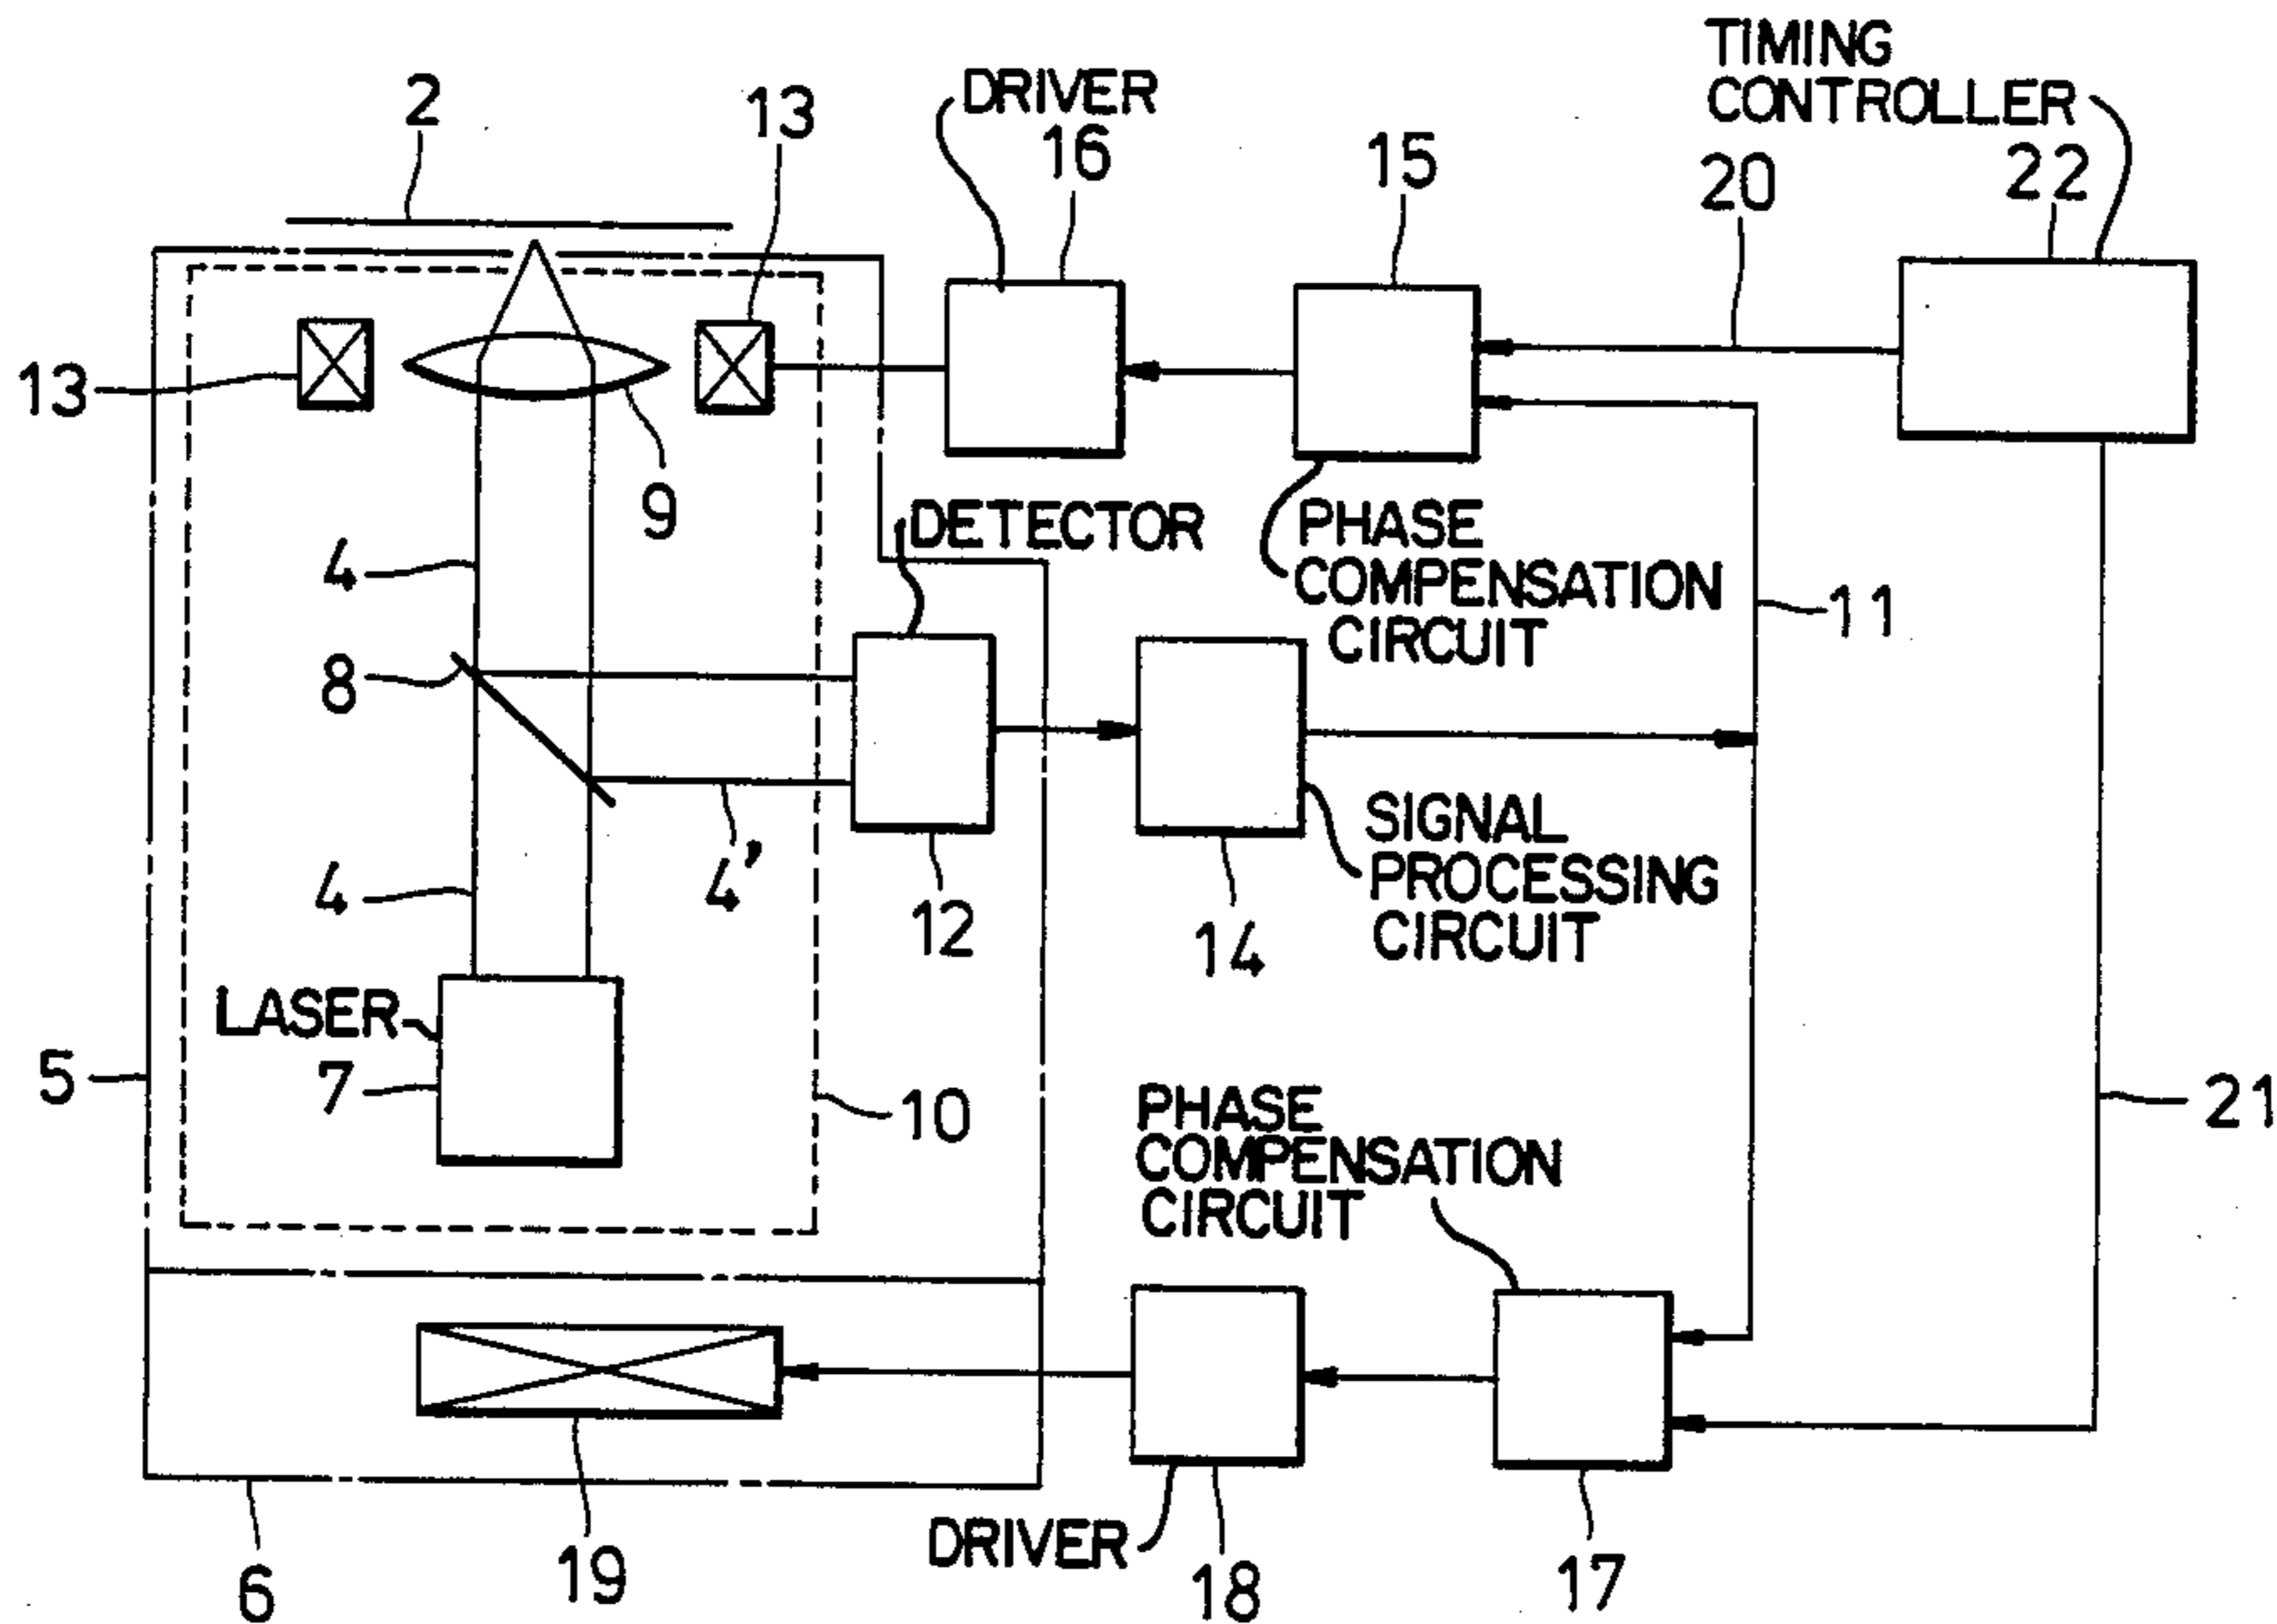 TIMING
CONTROLLER
22
2
13
DRIVER
16
15
20
13
9
DETECTOR
PHASE
COMPENSATION
CIRCUIT
11
4
8
4'
12
14
SIGNAL
PROCESSING
CIRCUIT
4
LASER
7
5
10
PHASE
COMPENSATION
CIRCUIT
21
6
19
DRIVER
18
17